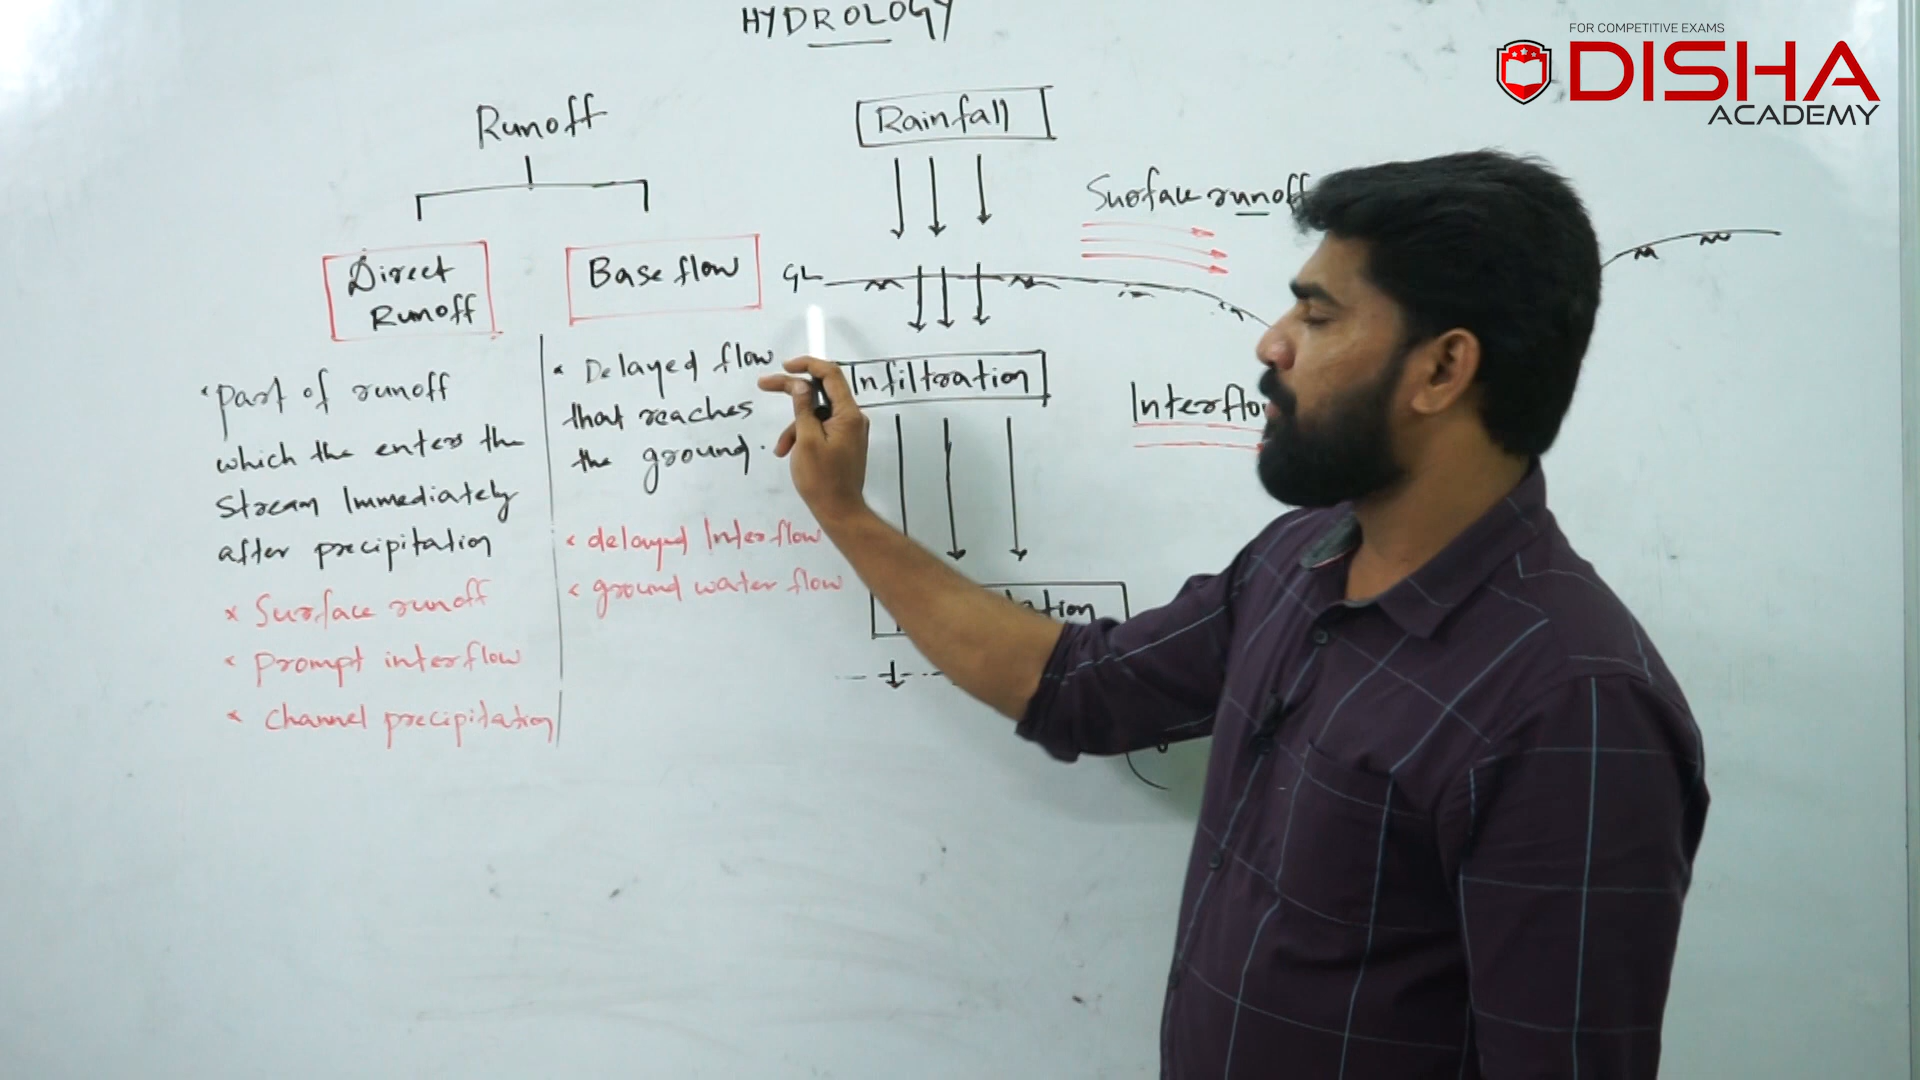 HYDROLOGY
FOR COMPETITIVE EXAMS
DISHA
ACADEMY
Runoff
Direct
Runoff
Base flow
• Part of runoff
which the enters the
stream Immediately
after precipitation
× Surface runoff
× Prompt interflow
× Channel precipitation
• Delayed flow
that reaches
the ground.
× delayed Interflow
× ground water flow
Rainfall
Surface runoff
GL
Infiltration